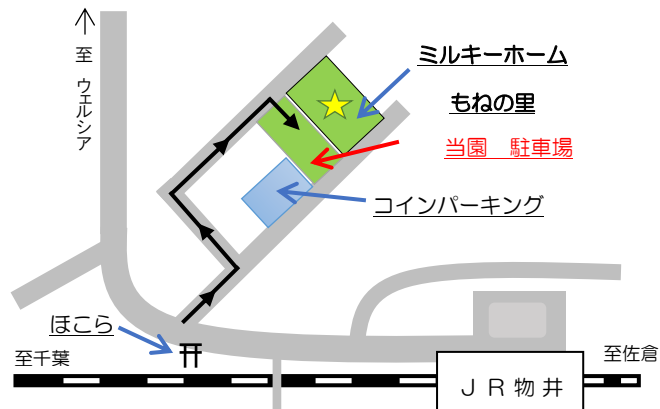 至 ウェルシア
ミルキーホーム
もねの里
当園 駐車場
コインパーキング
ほこら
至千葉
至佐倉
ＪＲ物井